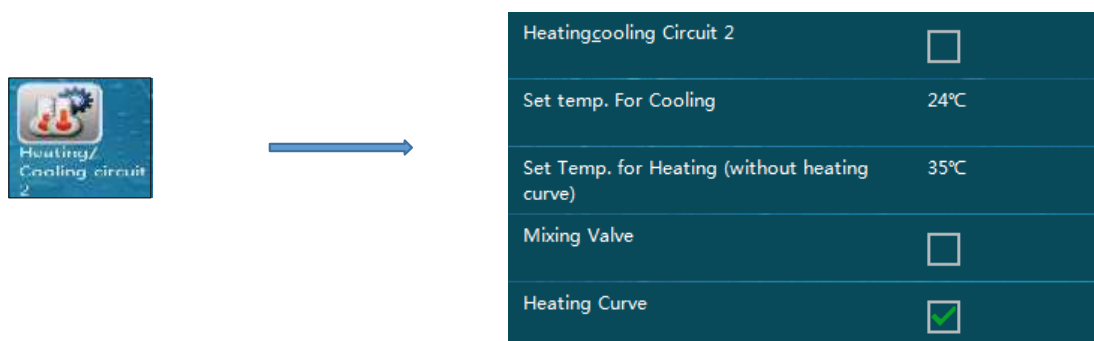 Heating/
Cooling circuit
2
Heatingcooling Circuit 2
Set temp. For Cooling 24℃
Set Temp. for Heating (without heating 35℃
curve)
Mixing Valve
Heating Curve